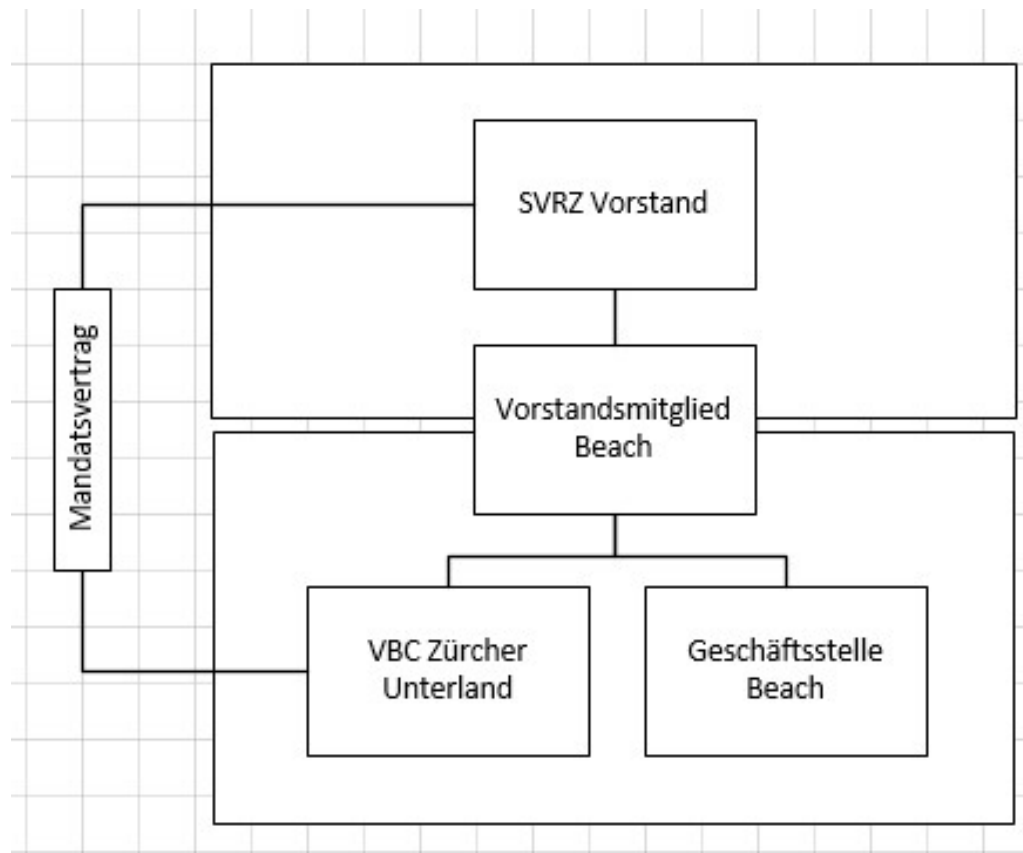 SVRZ Vorstand
Mandatsvertrag
Vorstandsmitglied
Beach
VBC Zürcher
Unterland
Geschäftsstelle
Beach